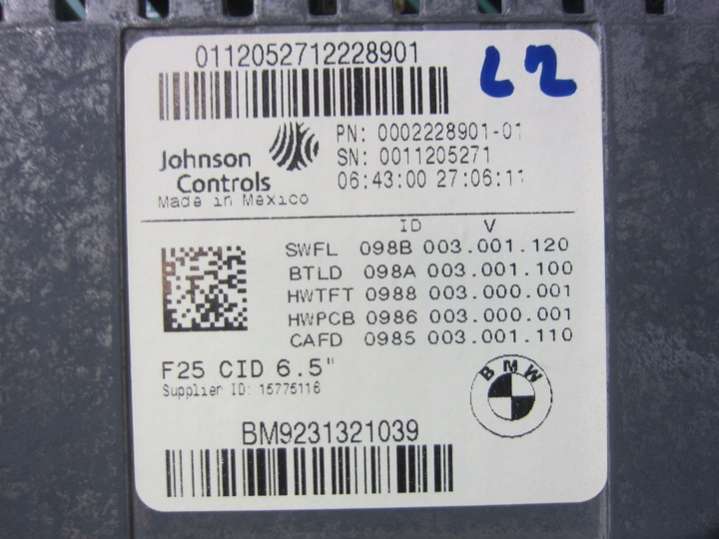 0112052712228901
L2
Johnson
Controls
Made in Mexico
PN: 0002228901-01
SN: 0011205271
06:43:00 27:06:11
ID V
SWFL 098B 003.001.120
BTLD 098A 003.001.100
HWTFT 0988 003.000.001
HWPCB 0986 003.000.001
CAFD 0985 003.001.110
F25 CID 6.5"
Supplier ID: 15775116
BMW
BM9231321039